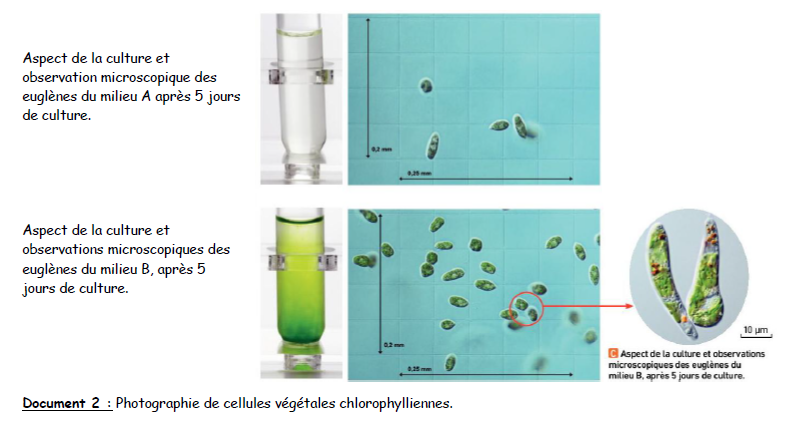 Aspect de la culture et
observation microscopique des
euglènes du milieu A après 5 jours
de culture.
0,2 mm
0,25 mm
Aspect de la culture et
observations microscopiques des
euglènes du milieu B, après 5
jours de culture.
0,2 mm
0,25 mm
10 µm
C Aspect de la culture et observations
microscopiques des euglènes du
milieu B, après 5 jours de culture.
Document 2 : Photographie de cellules végétales chlorophylliennes.